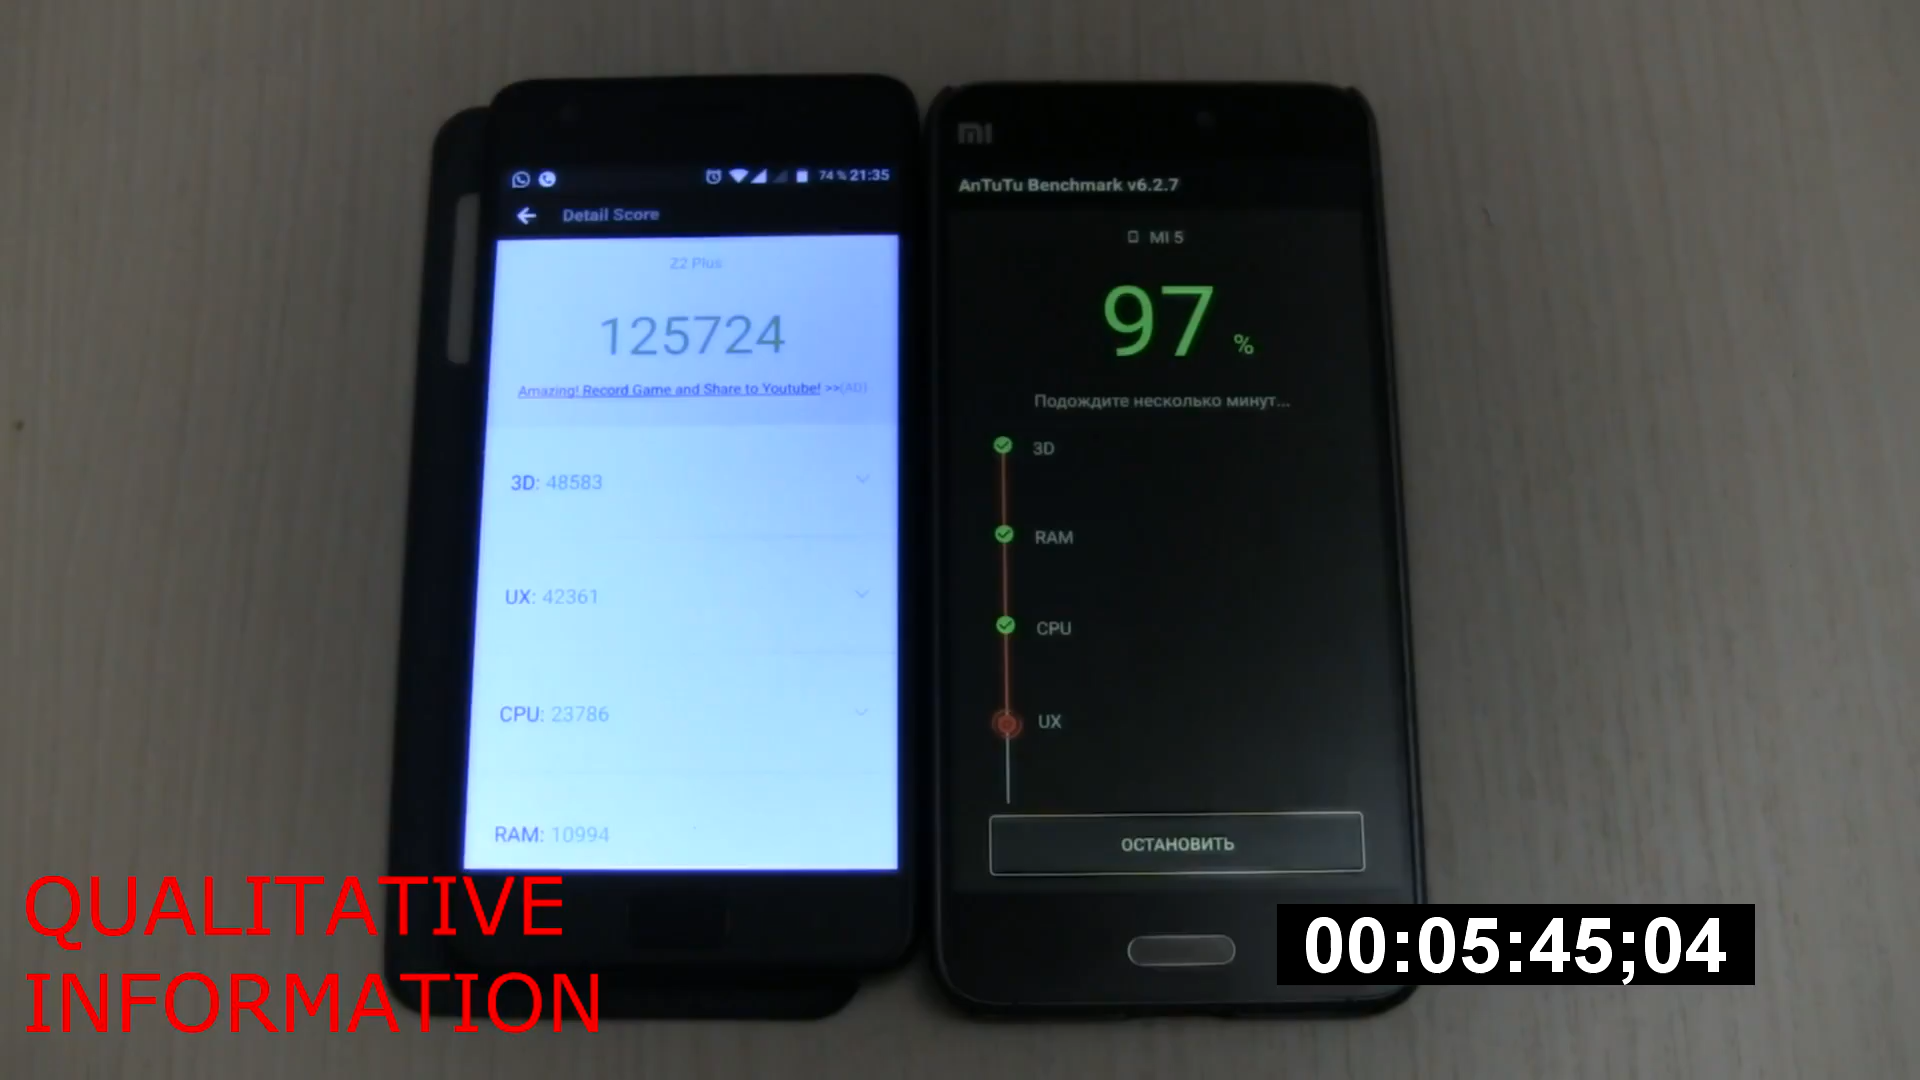 74 % 21:35
Detail Score
Z2 Plus
125724
Amazing! Record Game and Share to Youtube! >>(AD)
3D: 48583
UX: 42361
CPU: 23786
RAM: 10994
MI
AnTuTu Benchmark v6.2.7
MI 5
97 %
Подождите несколько минут...
3D
RAM
CPU
UX
ОСТАНОВИТЬ
QUALITATIVE
INFORMATION
00:05:45;04